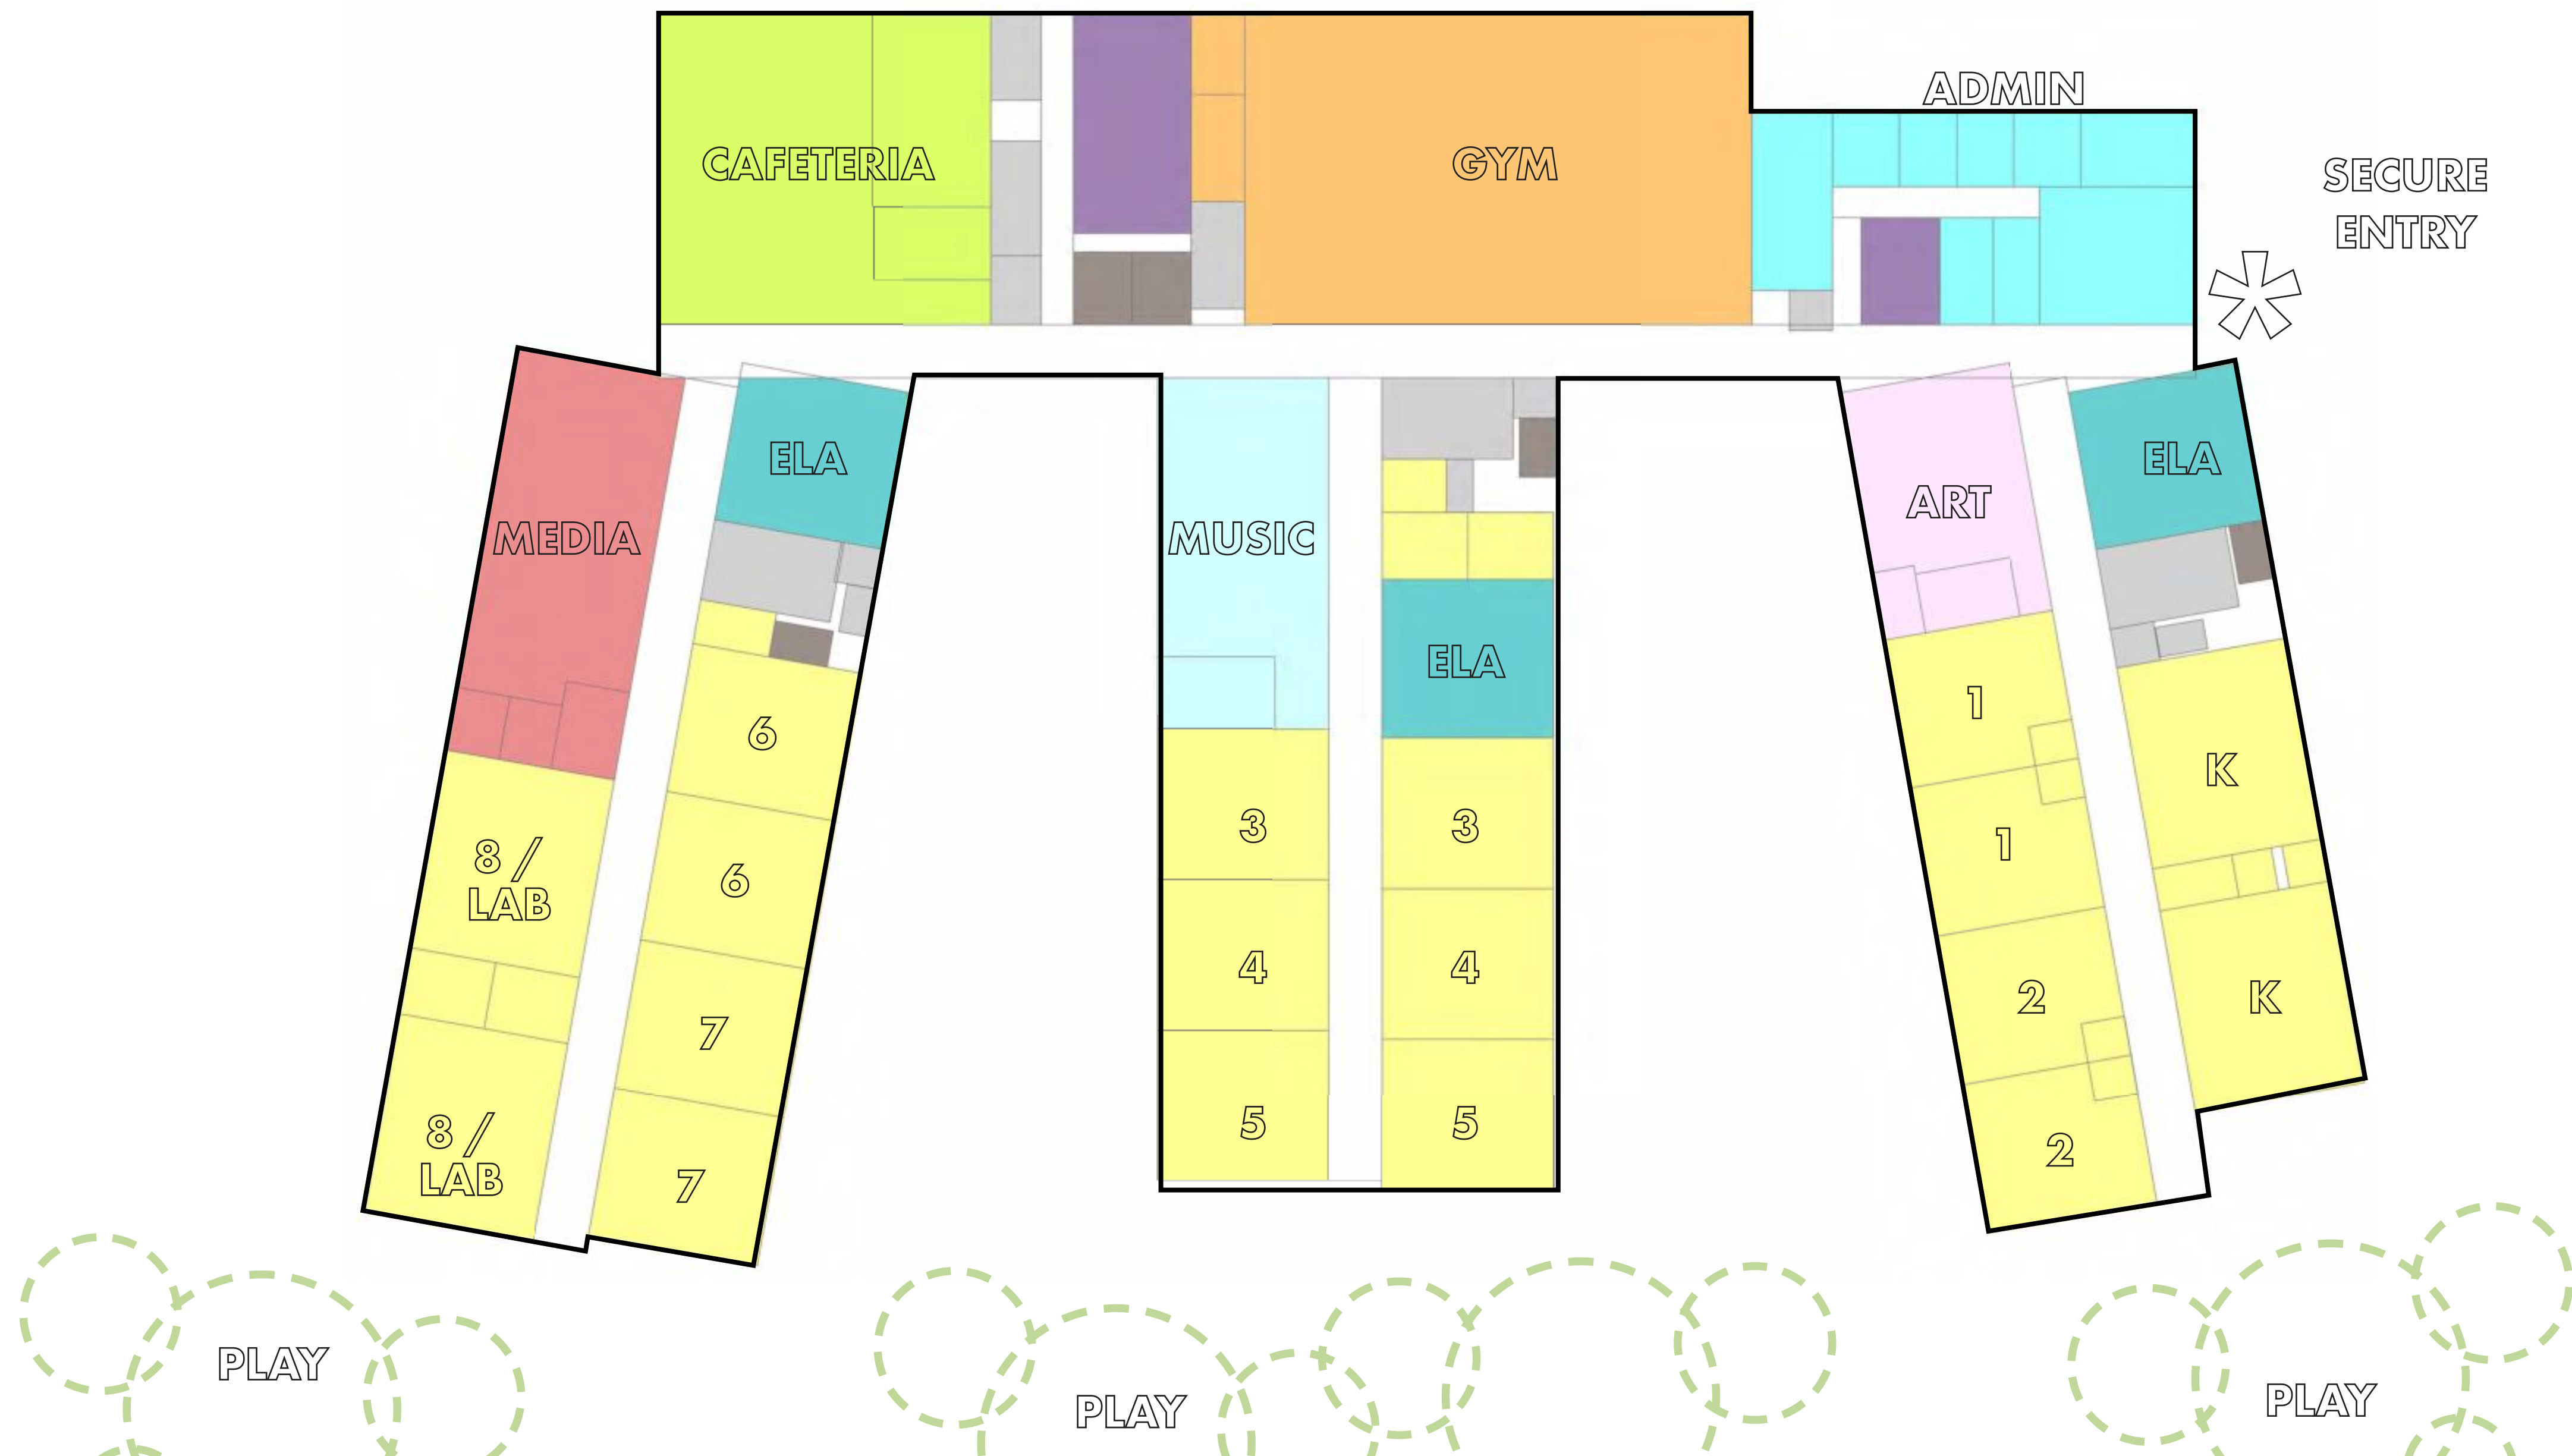 ADMIN
CAFETERIA
GYM
SECURE
ENTRY
MEDIA
ELA
MUSIC
ELA
ART
ELA
6
6
7
7
8 /
LAB
8 /
LAB
3
3
4
4
5
5
1
1
2
2
K
K
PLAY
PLAY
PLAY